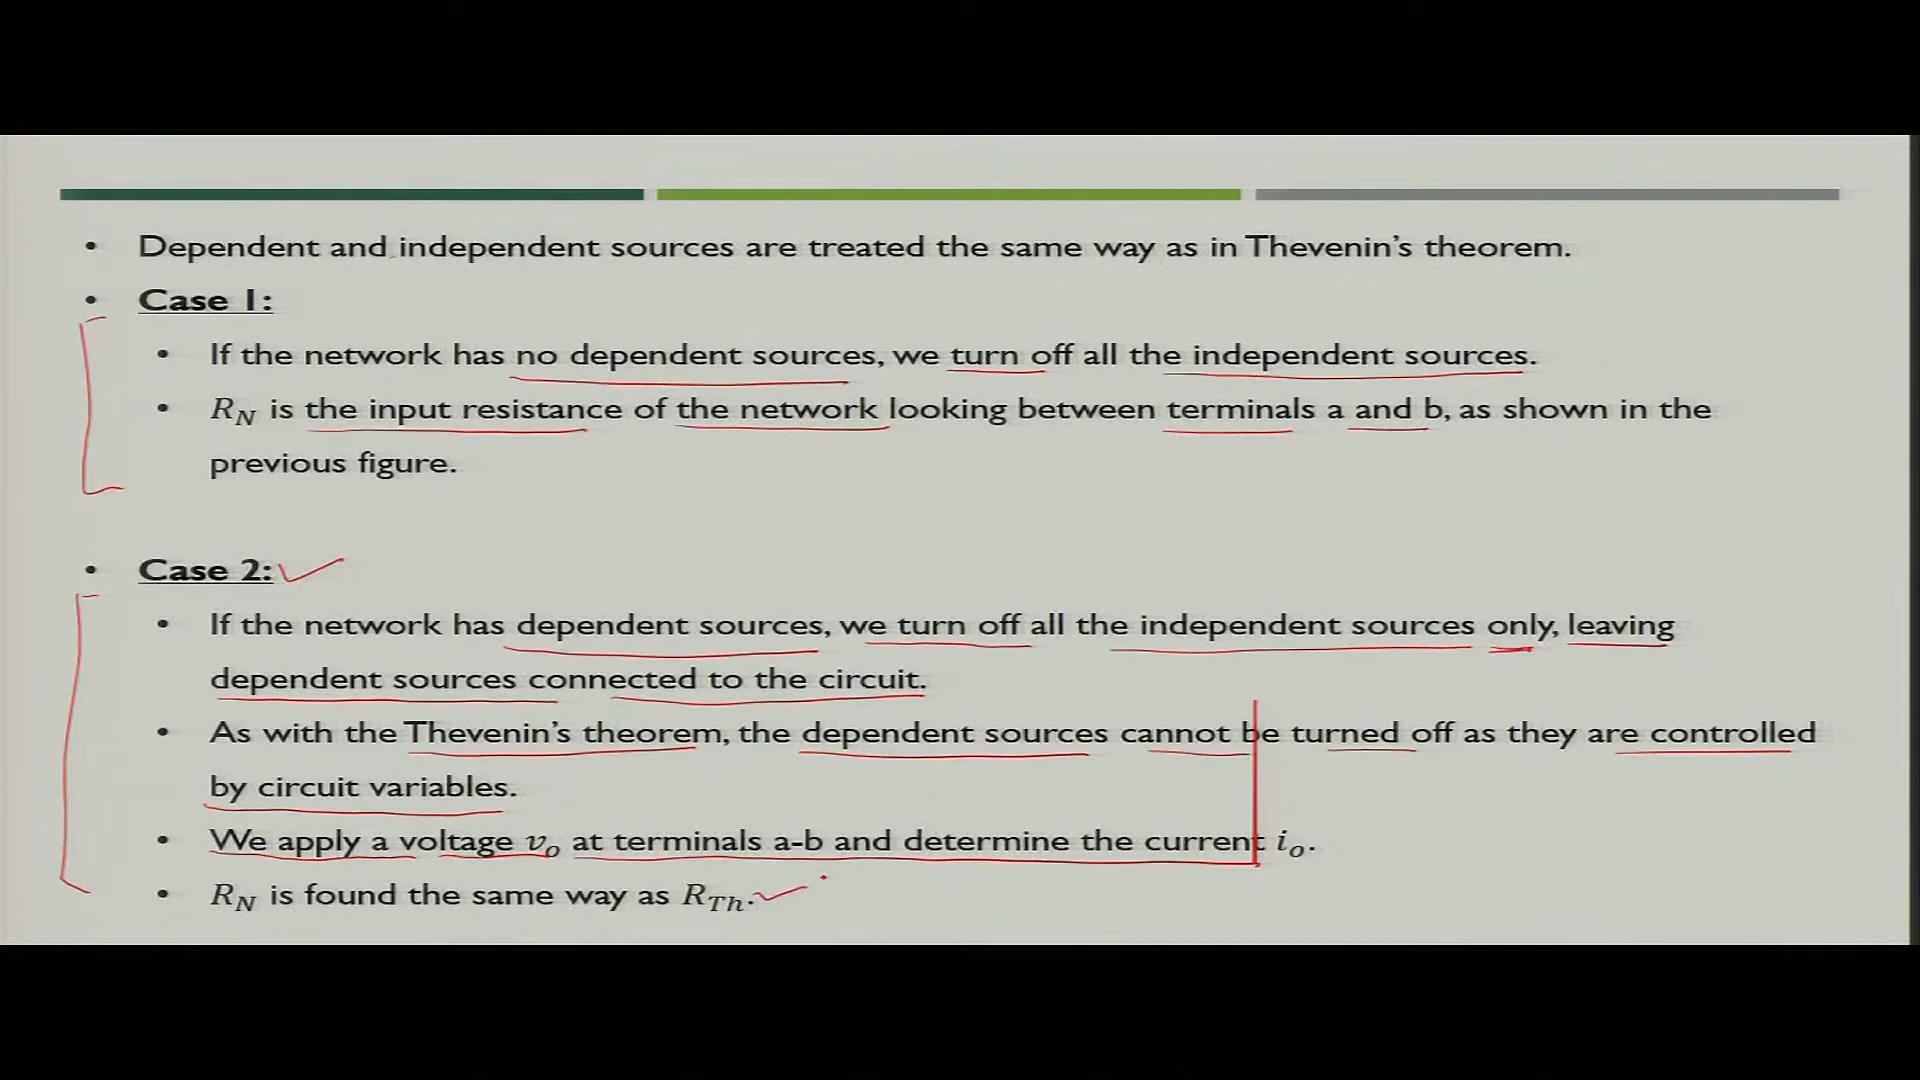 • Dependent and independent sources are treated the same way as in Thevenin's theorem.
• Case 1:
• If the network has no dependent sources, we turn off all the independent sources.
• R_N is the input resistance of the network looking between terminals a and b, as shown in the
previous figure.
• Case 2:
• If the network has dependent sources, we turn off all the independent sources only, leaving
dependent sources connected to the circuit.
• As with the Thevenin's theorem, the dependent sources cannot be turned off as they are controlled
by circuit variables.
• We apply a voltage v_o at terminals a-b and determine the current i_o.
• R_N is found the same way as R_Th.